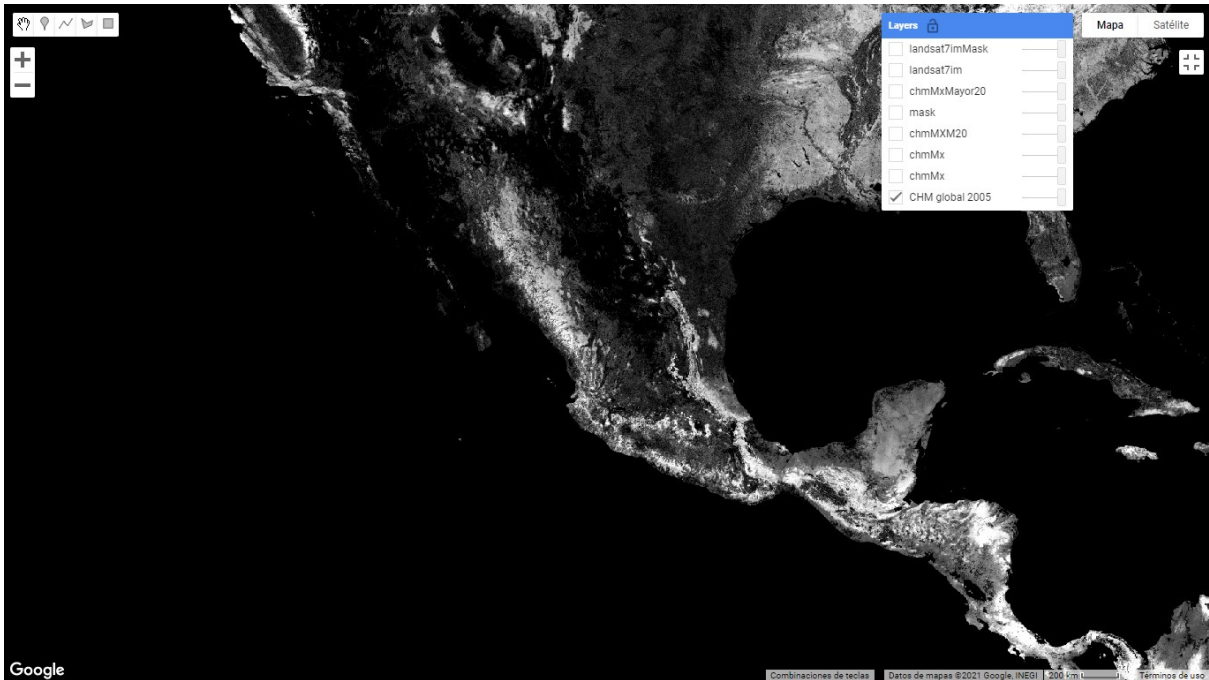 Layers
Mapa
Satélite
landsat7imMask
landsat7im
chmMxMayor20
mask
chmMXM20
chmMx
chmMx
CHM global 2005
Google
Combinaciones de teclas
Datos de mapas ©2021 Google, INEGI
200 km
Términos de uso